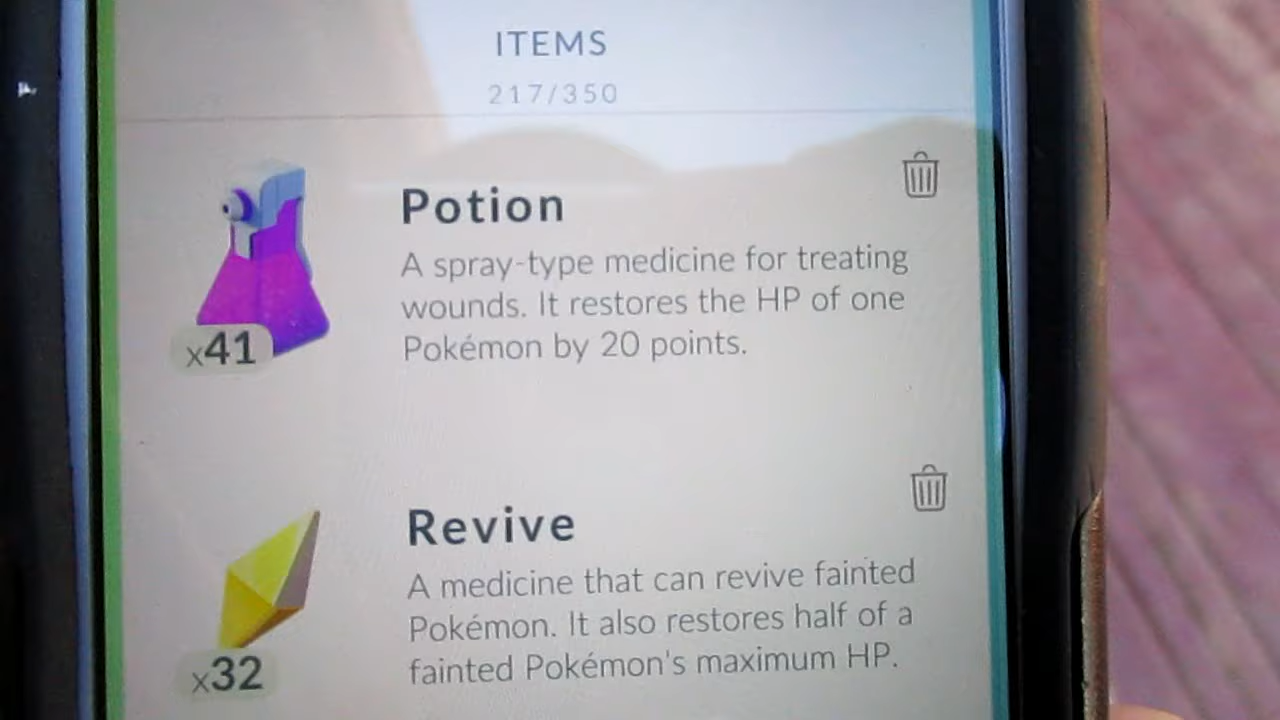 ITEMS
217/350
Potion
A spray-type medicine for treating
wounds. It restores the HP of one
Pokémon by 20 points.
x41
Revive
A medicine that can revive fainted
Pokémon. It also restores half of a
fainted Pokémon's maximum HP.
x32